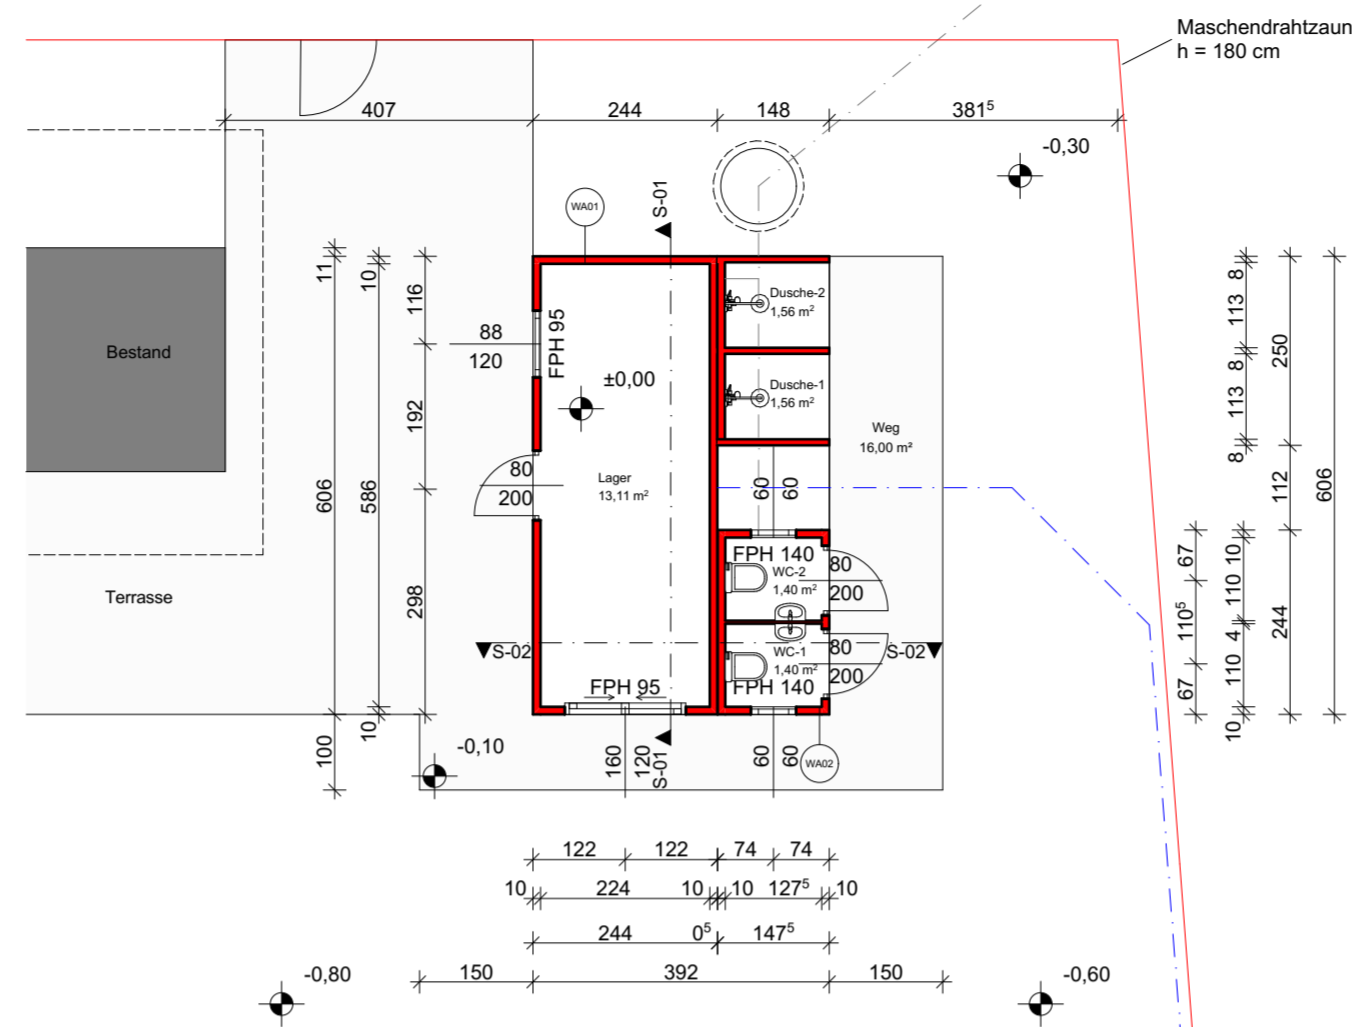 Maschendrahtzaun
h = 180 cm
407
244
148
381⁵
-0,30
WA01
S-01
11
10
116
88
120
FPH 95
±0,00
Dusche-2
1,56 m²
Dusche-1
1,56 m²
8
113
8
113
8
250
Bestand
192
Weg
16,00 m²
606
586
80
200
Lager
13,11 m²
60
60
112
606
Terrasse
298
FPH 140
WC-2
1,40 m²
80
200
67
110⁵
67
10
110
4
110
10
244
S-02
WC-1
1,40 m²
80
200
S-02
FPH 95
FPH 140
100
10
-0,10
160
120
S-01
60
60
WA02
122
122
74
74
10
224
10
10
127⁵
10
244
0⁵
147⁵
150
392
150
-0,80
-0,60